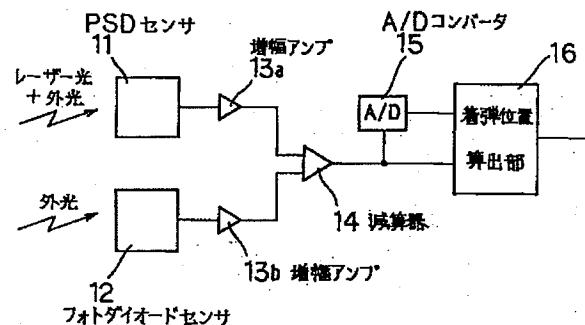 PSDセンサ
11
レーザー光
+外光
増幅アンプ
13a
A/Dコンバータ
15
A/D
16
着弾位置
算出部
14 減算器
外光
12
フォトダイオードセンサ
13b 増幅アンプ